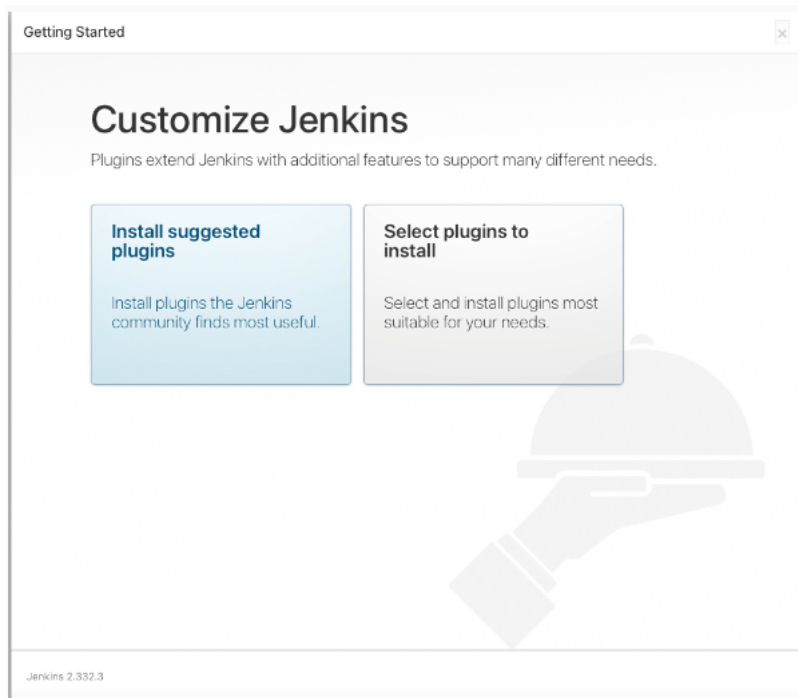 Getting Started
×
Customize Jenkins
Plugins extend Jenkins with additional features to support many different needs.
Install suggested
plugins
Install plugins the Jenkins
community finds most useful.
Select plugins to
install
Select and install plugins most
suitable for your needs.
Jenkins 2.332.3